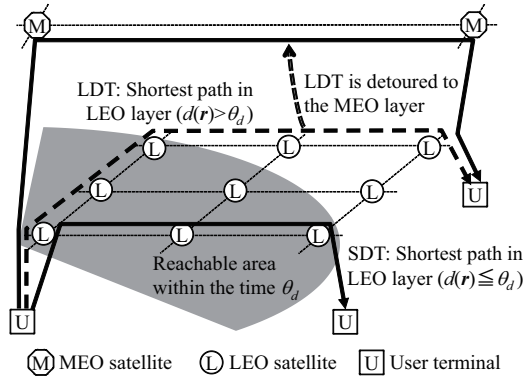 M
M
LDT: Shortest path in
LEO layer (d(r)>θd)
LDT is detoured to
the MEO layer
L
L
L
L
L
L
U
L
L
L
Reachable area
within the time θd
SDT: Shortest path in
LEO layer (d(r)≦θd)
U
U
M MEO satellite
L LEO satellite
U User terminal